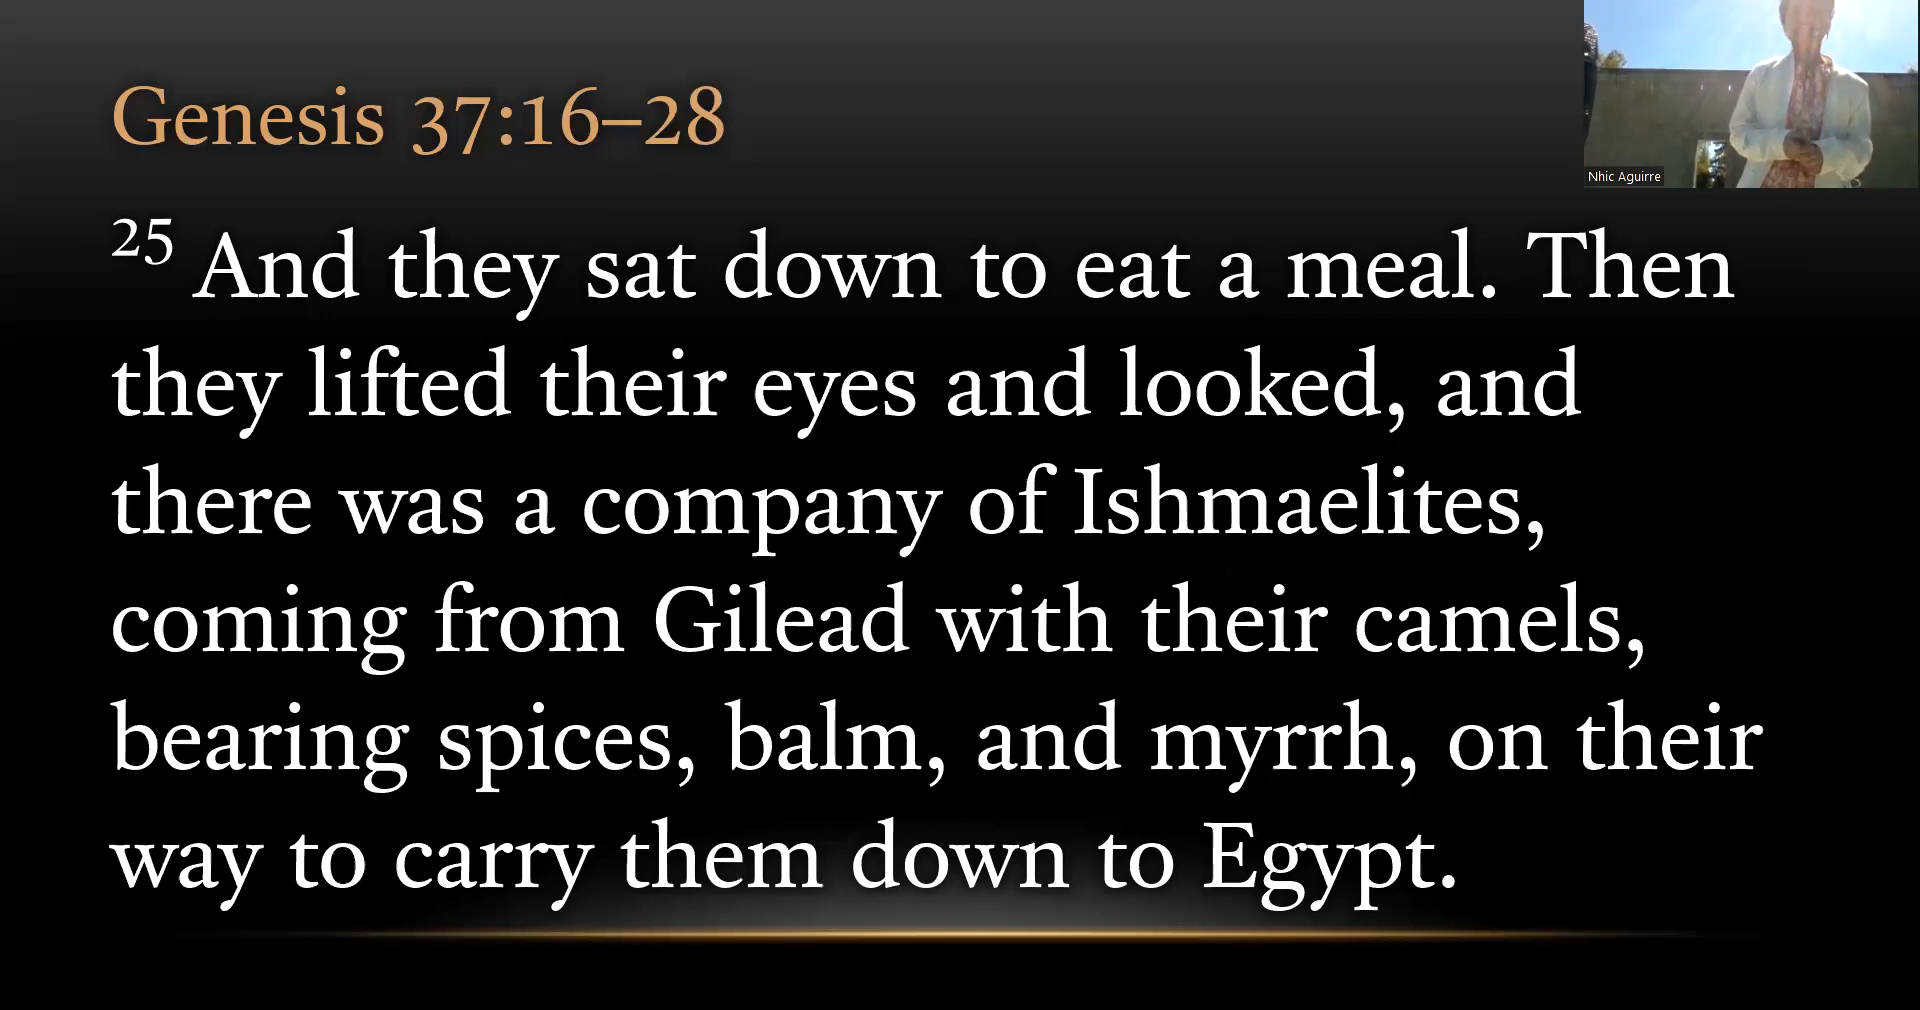 Genesis 37:16–28
Nhic Aguirre
25 And they sat down to eat a meal. Then
they lifted their eyes and looked, and
there was a company of Ishmaelites,
coming from Gilead with their camels,
bearing spices, balm, and myrrh, on their
way to carry them down to Egypt.